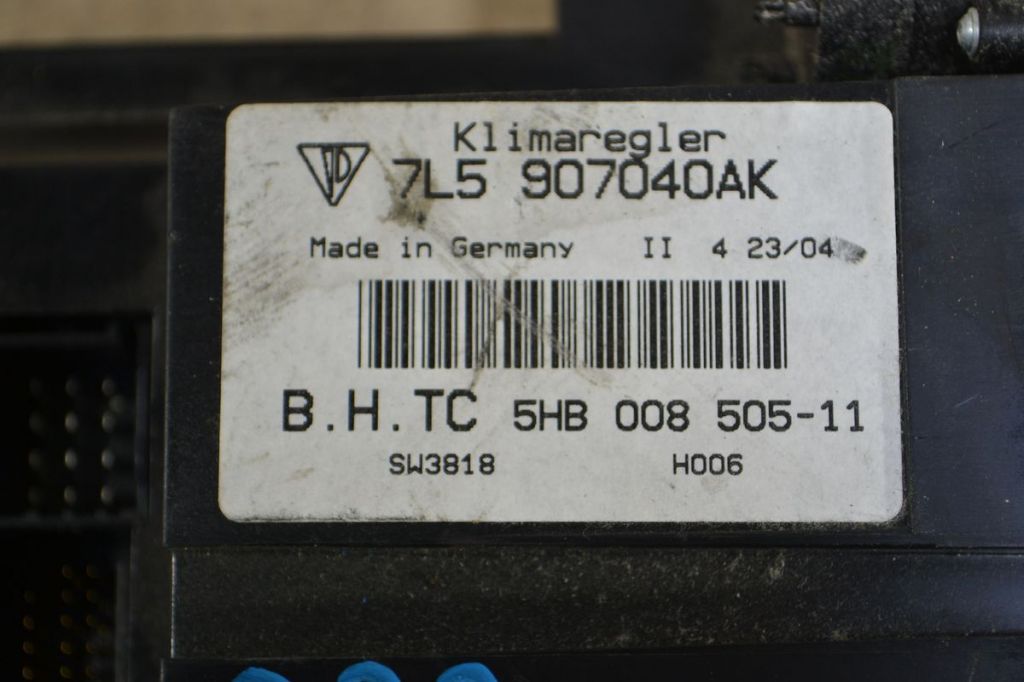 Klimaregler
7L5 907040AK
Made in Germany II 4 23/04
B.H.TC 5HB 008 505-11
SW3818 H006